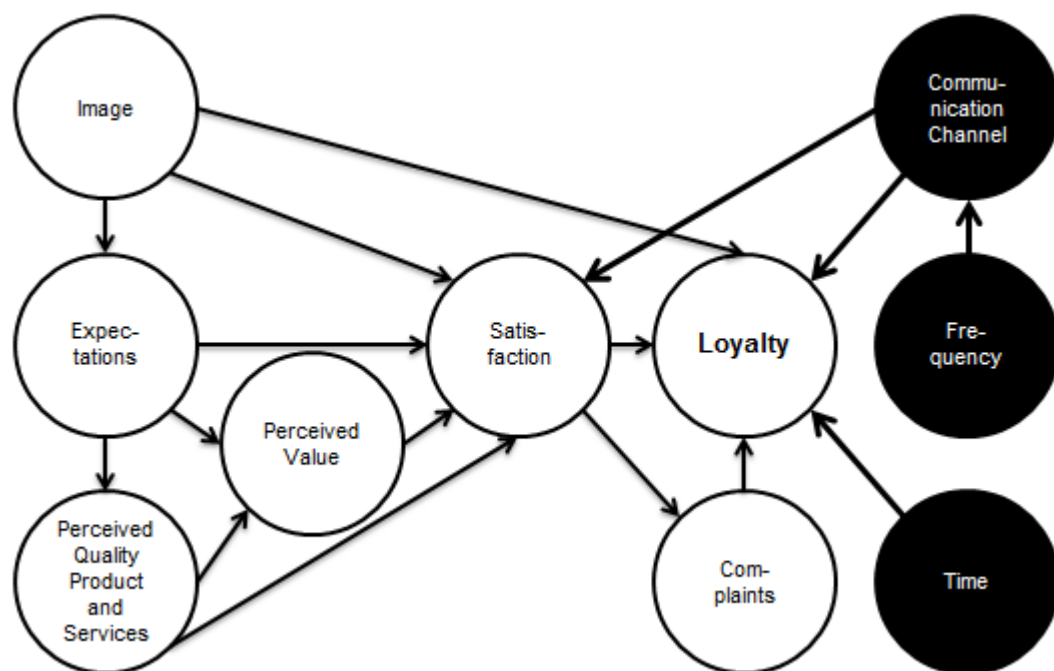 Image
Commu-
nication
Channel
Expec-
tations
Satis-
faction
Loyalty
Fre-
quency
Perceived
Value
Perceived
Quality
Product
and
Services
Com-
plaints
Time